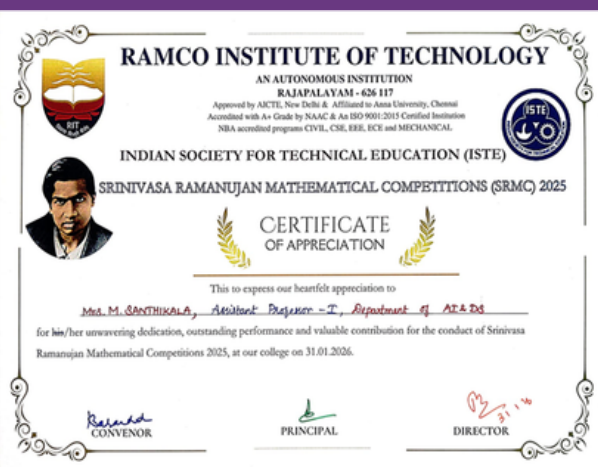 RAMCO INSTITUTE OF TECHNOLOGY
AN AUTONOMOUS INSTITUTION
RAJAPALAYAM - 626 117
Approved by AICTE, New Delhi & Affiliated to Anna University, Chennai
Accredited with A+ Grade by NAAC & An ISO 9001:2015 Certified Institution
NBA accredited programs CIVIL, CSE, EEE, ECE and MECHANICAL
RIT
ISTE
INDIAN SOCIETY FOR TECHNICAL EDUCATION (ISTE)
SRINIVASA RAMANUJAN MATHEMATICAL COMPETITIONS (SRMC) 2025
CERTIFICATE
OF APPRECIATION
This to express our heartfelt appreciation to
Mrs. M. SANTHIKALA, Assistant Professor - I, Department of AI & DS
for his/her unwavering dedication, outstanding performance and valuable contribution for the conduct of Srinivasa
Ramanujan Mathematical Competitions 2025, at our college on 31.01.2026.
CONVENOR
PRINCIPAL
DIRECTOR